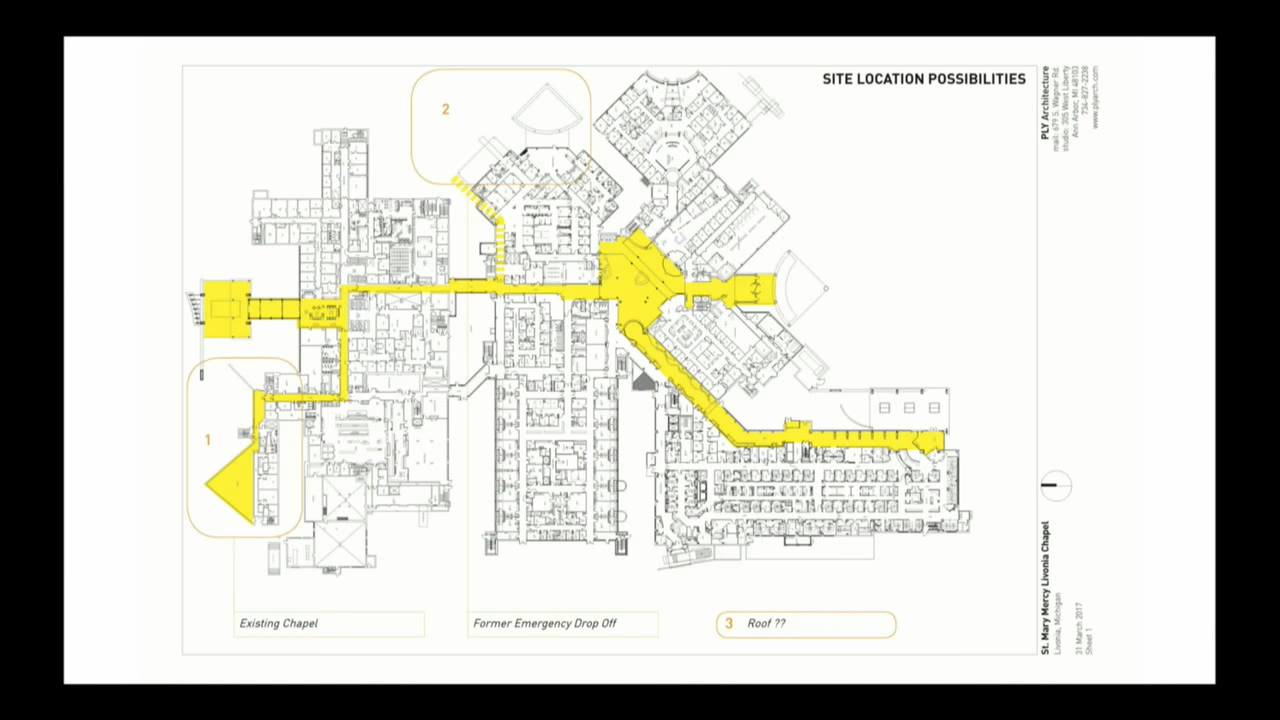 SITE LOCATION POSSIBILITIES
PLY Architecture
mail: 679 S. Wagner Rd.
studio: 305 West Liberty
Ann Arbor, MI 48103
734-827-2238
www.plyarch.com
2
1
Existing Chapel
Former Emergency Drop Off
3 Roof ??
St. Mary Mercy Livonia Chapel
Livonia, Michigan
31 March 2017
Sheet 1